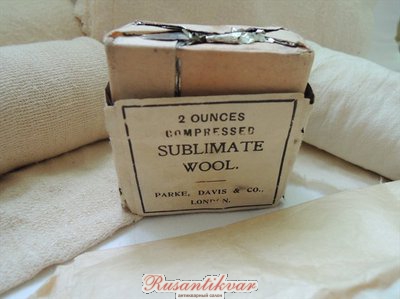 2 OUNCES
COMPRESSED
SUBLIMATE
WOOL.
PARKE, DAVIS & CO.,
LONDON.
Rusantikvar
антикварный салон